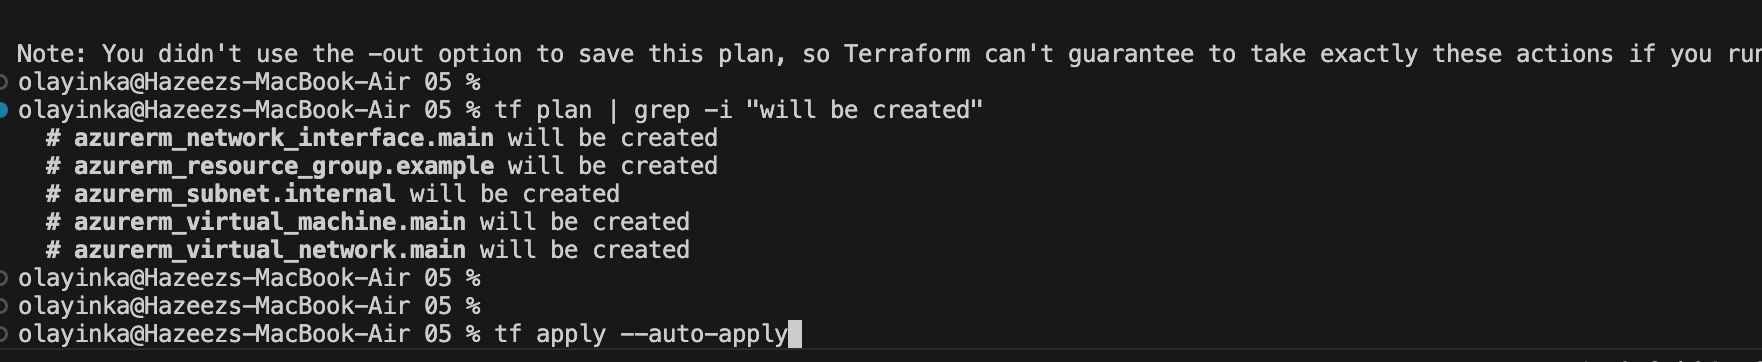 Note: You didn't use the -out option to save this plan, so Terraform can't guarantee to take exactly these actions if you run
olayinka@Hazeezs-MacBook-Air 05 %
olayinka@Hazeezs-MacBook-Air 05 % tf plan | grep -i "will be created"
# azurerm_network_interface.main will be created
# azurerm_resource_group.example will be created
# azurerm_subnet.internal will be created
# azurerm_virtual_machine.main will be created
# azurerm_virtual_network.main will be created
olayinka@Hazeezs-MacBook-Air 05 %
olayinka@Hazeezs-MacBook-Air 05 %
olayinka@Hazeezs-MacBook-Air 05 % tf apply --auto-apply